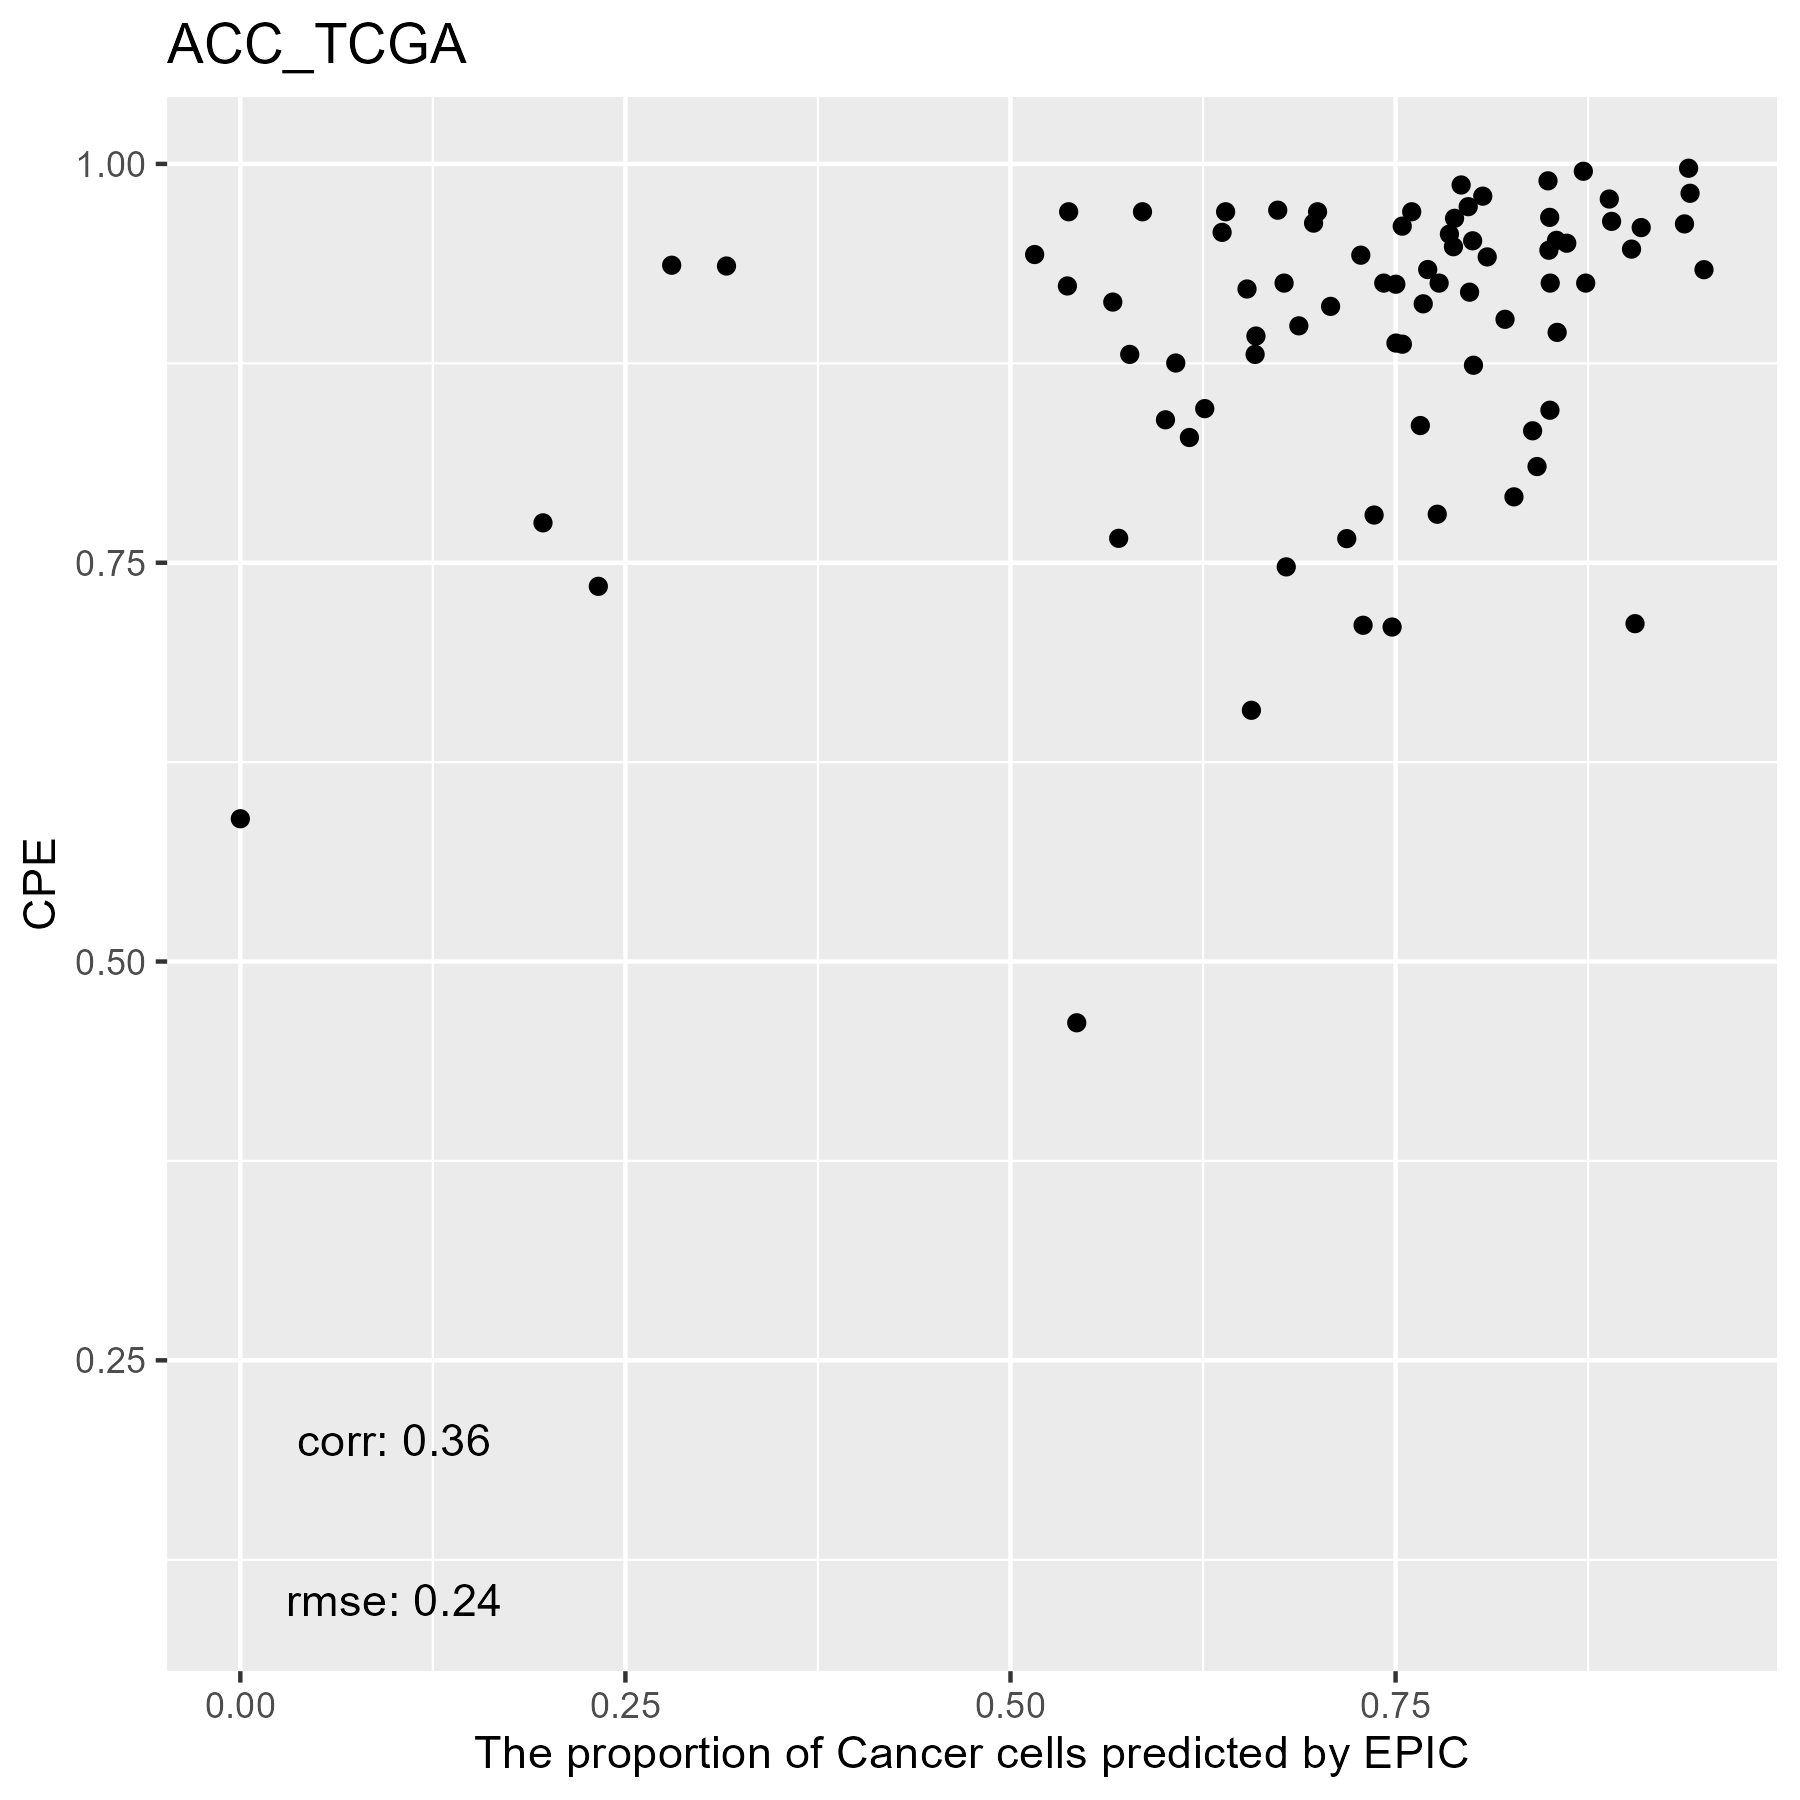 ACC_TCGA
1.00
0.75
0.50
0.25
CPE
corr: 0.36
rmse: 0.24
0.00 0.25 0.50 0.75
The proportion of Cancer cells predicted by EPIC